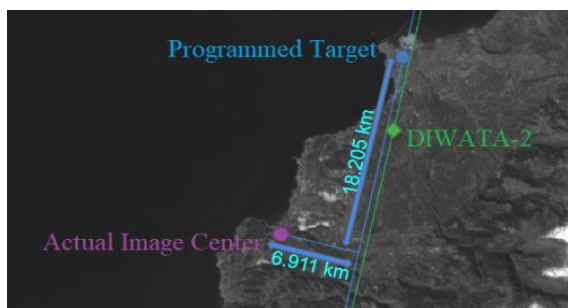 Programmed Target
DIWATA-2
18.205 km
Actual Image Center
6.911 km